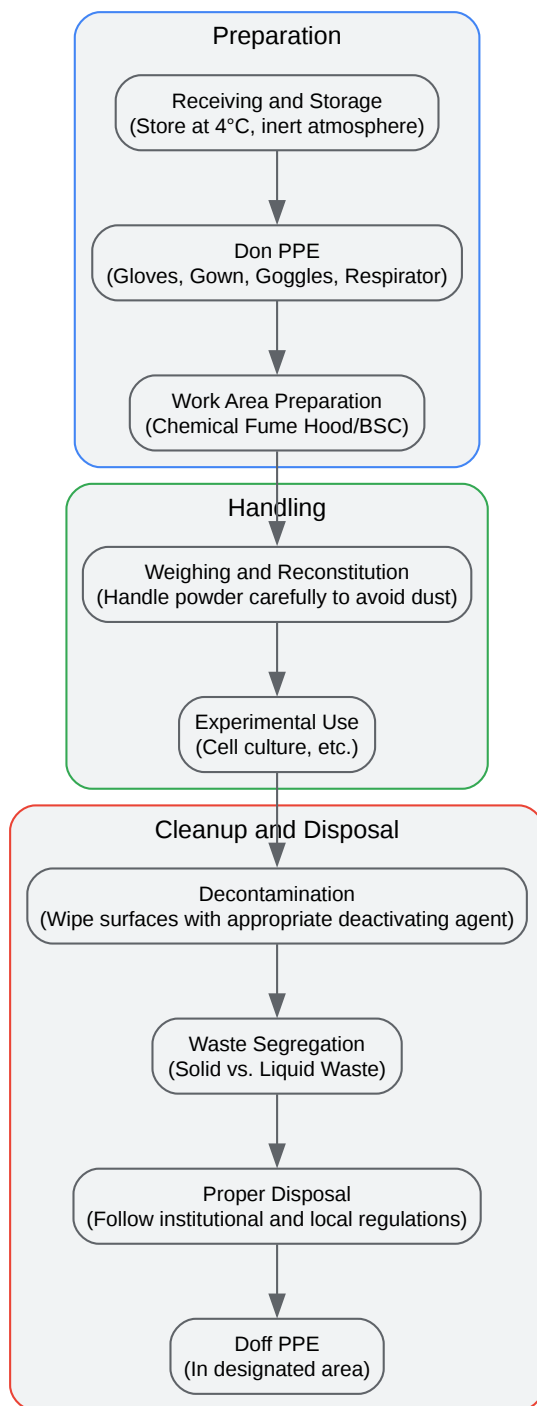 Preparation
Receiving and Storage
(Store at 4°C, inert atmosphere)
Don PPE
(Gloves, Gown, Goggles, Respirator)
Work Area Preparation
(Chemical Fume Hood/BSC)
Handling
Weighing and Reconstitution
(Handle powder carefully to avoid dust)
Experimental Use
(Cell culture, etc.)
Cleanup and Disposal
Decontamination
(Wipe surfaces with appropriate deactivating agent)
Waste Segregation
(Solid vs. Liquid Waste)
Proper Disposal
(Follow institutional and local regulations)
Doff PPE
(In designated area)